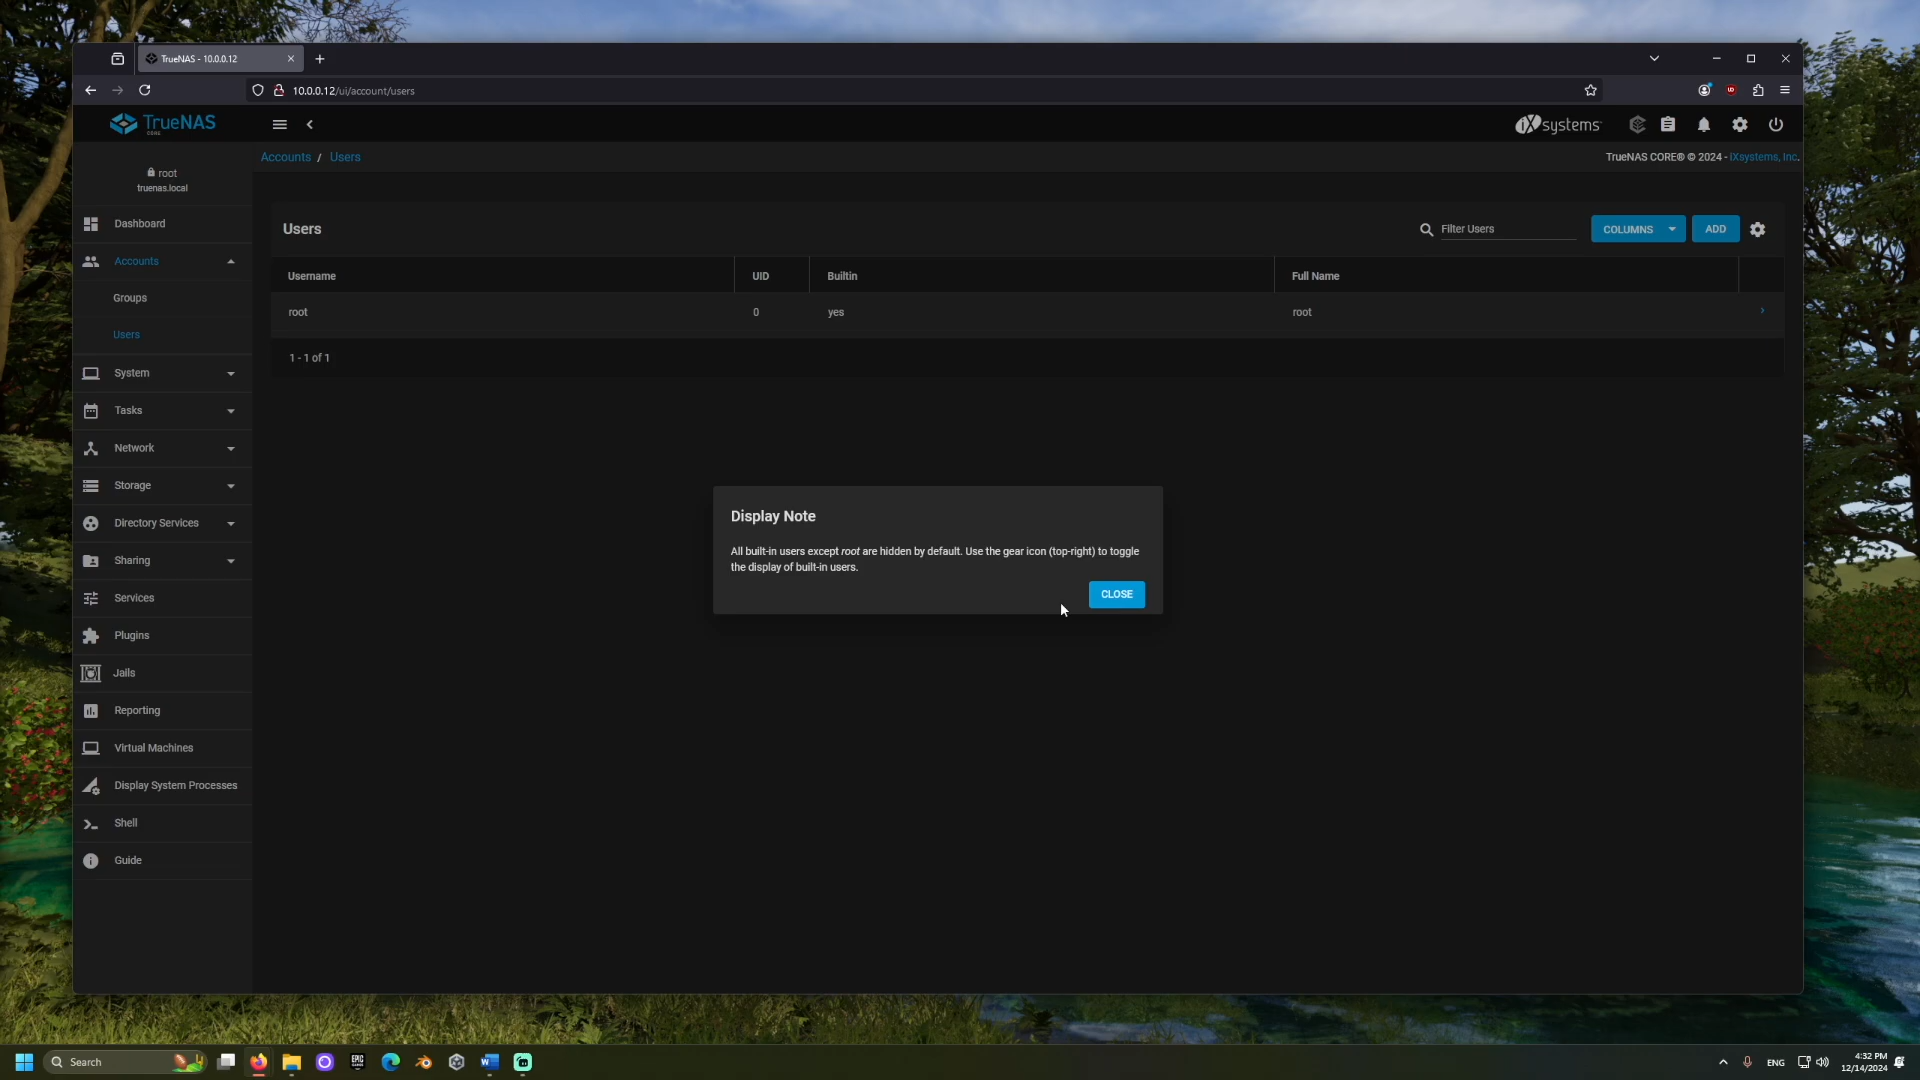 TrueNAS - 10.0.0.12
10.0.0.12/ui/account/users
TrueNAS
CORE
iXsystems
root
truenas.local
Accounts / Users
TrueNAS CORE® © 2024 - iXsystems, Inc.
Dashboard
Accounts
Groups
Users
System
Tasks
Network
Storage
Directory Services
Sharing
Services
Plugins
Jails
Reporting
Virtual Machines
Display System Processes
Shell
Guide
Users
Filter Users
COLUMNS
ADD
Username UID Builtin Full Name
root 0 yes root
1 - 1 of 1
Display Note
All built-in users except root are hidden by default. Use the gear icon (top-right) to toggle
the display of built-in users.
CLOSE
Search
EPIC
GAMES
W
ENG
4:32 PM
12/14/2024